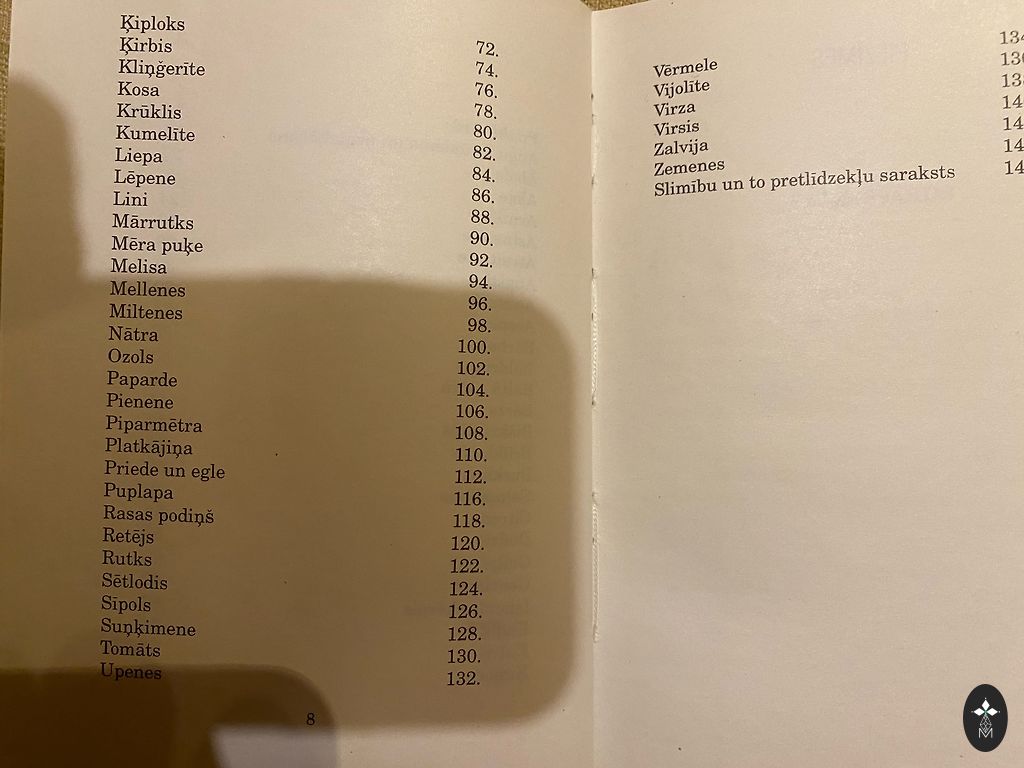 Ķiploks 72.
Ķirbis 74.
Kliņģerīte 76.
Kosa 78.
Krūklis 80.
Kumelīte 82.
Liepa 84.
Lēpene 86.
Lini 88.
Mārrutks 90.
Mēra puķe 92.
Melisa 94.
Mellenes 96.
Miltenes 98.
Nātra 100.
Ozols 102.
Paparde 104.
Pienene 106.
Piparmētra 108.
Platkājiņa 110.
Priede un egle 112.
Puplapa 116.
Rasas podiņš 118.
Retējs 120.
Rutks 122.
Sētlodis 124.
Sīpols 126.
Suņķimene 128.
Tomāts 130.
Upenes 132.
8
Vērmele
Vijolīte
Virza
Virsis
Zalvija
Zemenes
Slimību un to pretlīdzekļu saraksts
M